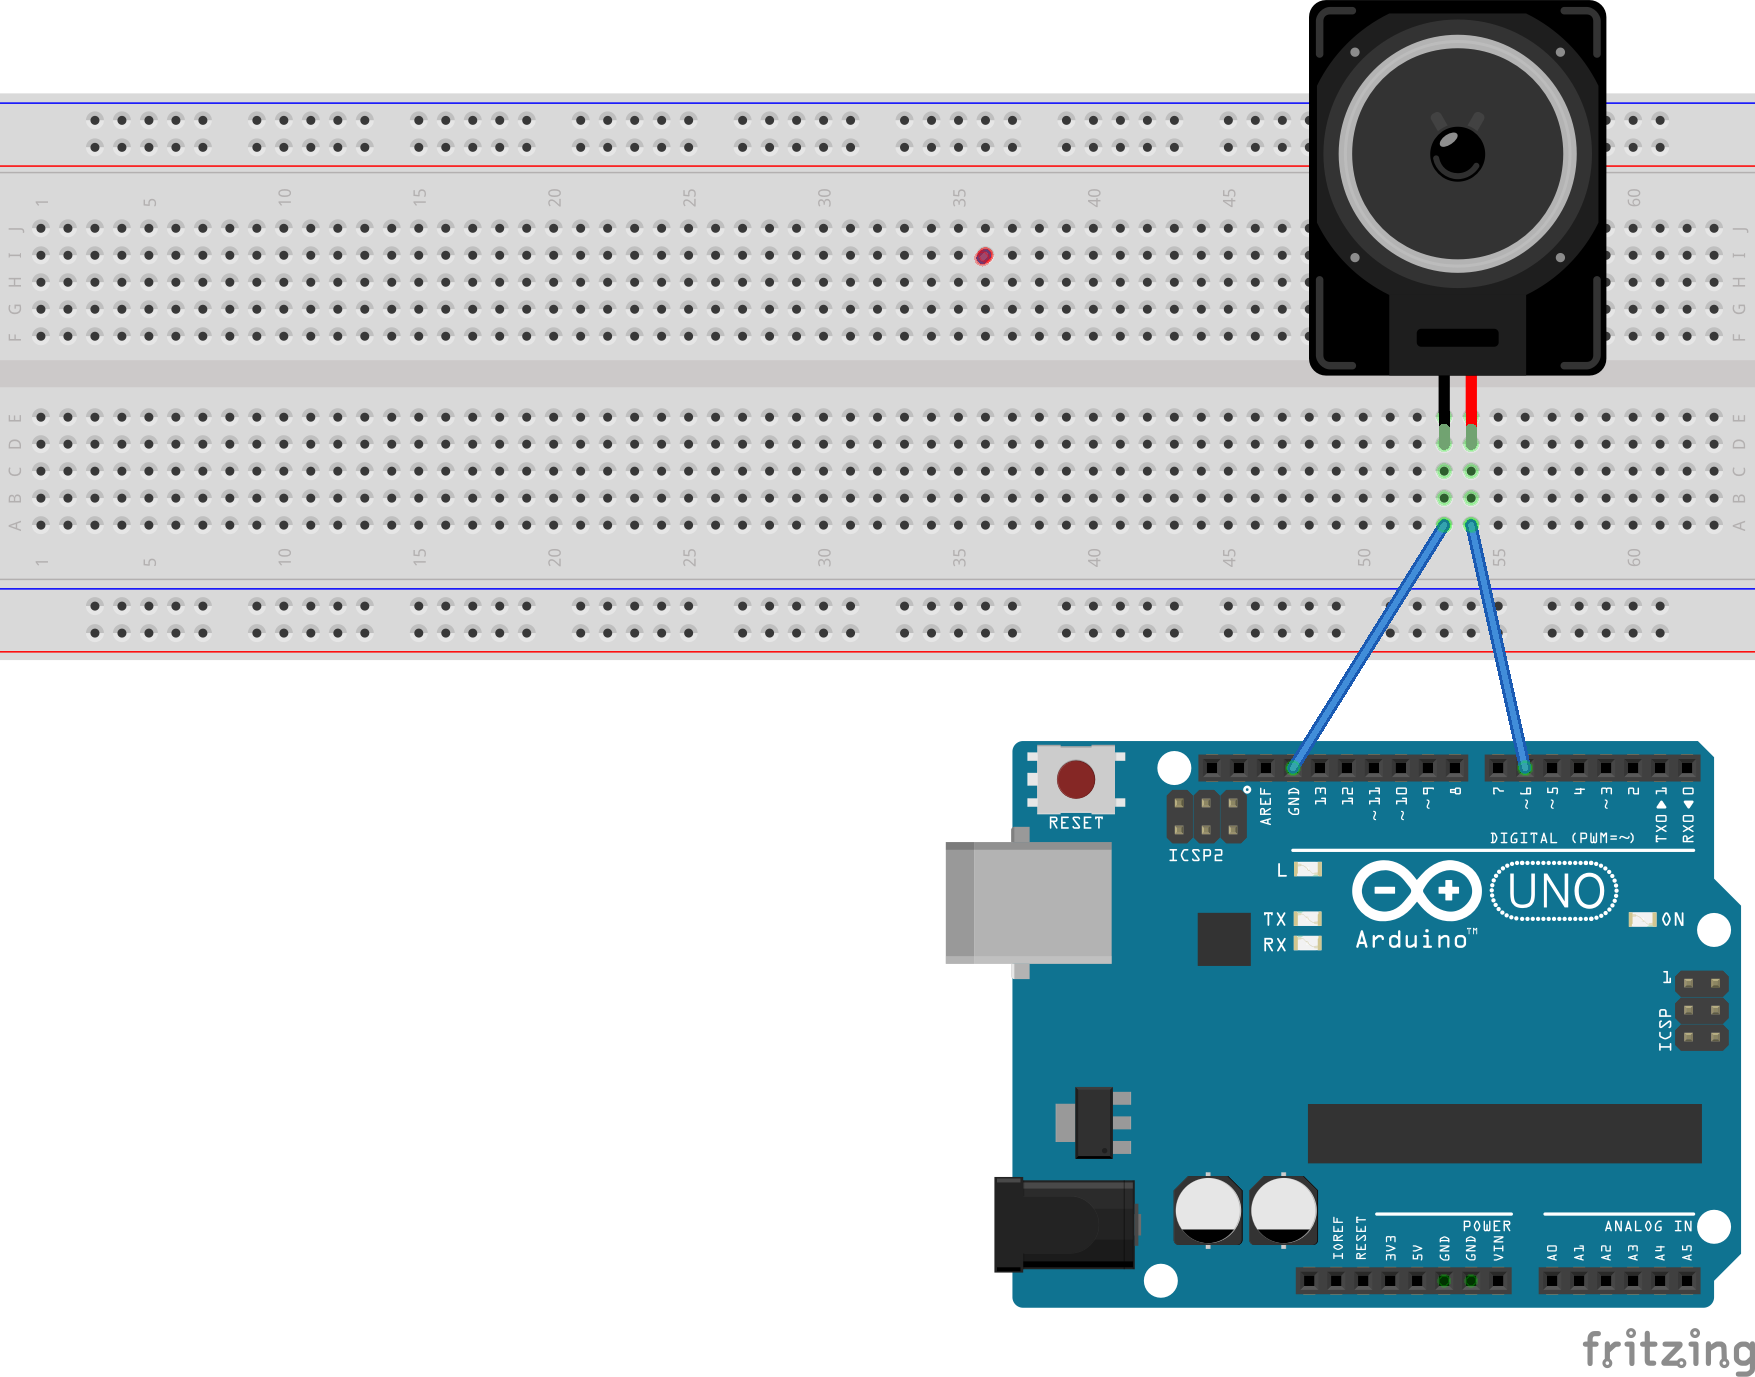 1 5 10 15 20 25 30 35 40 45 60
J J
I I
H H
G G
F F
E E
D D
C C
B B
A A
1 5 10 15 20 25 30 35 40 45 50 55 60
RESET
AREF GND 13 12 ~11 ~10 ~9 8 7 ~6 ~5 4 ~3 2 TX0▶1 RX0◀0
ICSP2
DIGITAL (PWM=~)
L
TX
RX
UNO
Arduino™
ON
1
ICSP
POWER
ANALOG IN
IOREF RESET 3V3 5V GND GND VIN A0 A1 A2 A3 A4 A5
fritzing